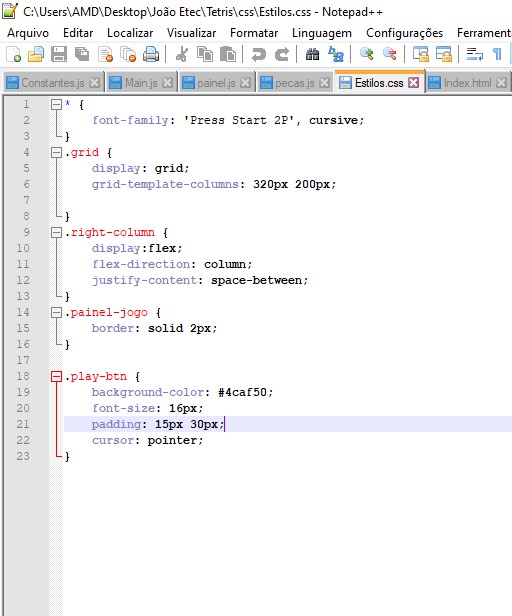 C:\Users\AMD\Desktop\João Etec\Tetris\css\Estilos.css - Notepad++
Arquivo Editar Localizar Visualizar Formatar Linguagem Configurações Ferrament
Constantes.js Main.js painel.js pecas.js Estilos.css Index.html
1 * {
2 font-family: 'Press Start 2P', cursive;
3 }
4 .grid {
5 display: grid;
6 grid-template-columns: 320px 200px;
7
8 }
9 .right-column {
10 display:flex;
11 flex-direction: column;
12 justify-content: space-between;
13 }
14 .painel-jogo {
15 border: solid 2px;
16 }
17
18 .play-btn {
19 background-color: #4caf50;
20 font-size: 16px;
21 padding: 15px 30px;
22 cursor: pointer;
23 }